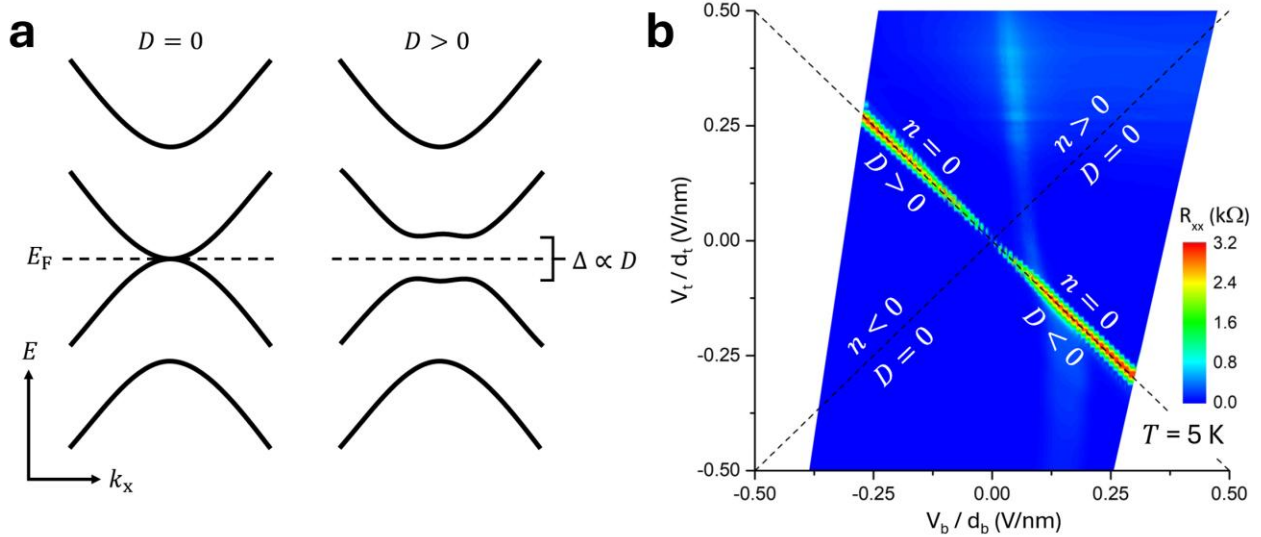 a
D = 0
D > 0
E_F
Δ ∝ D
E
k_x
b
0.50
0.25
0.00
-0.25
-0.50
V_t / d_t (V/nm)
n = 0
D > 0
n > 0
D = 0
n = 0
D < 0
n < 0
D = 0
R_xx (kΩ)
3.2
2.4
1.6
0.8
0.0
T = 5 K
-0.50
-0.25
0.00
0.25
0.50
V_b / d_b (V/nm)